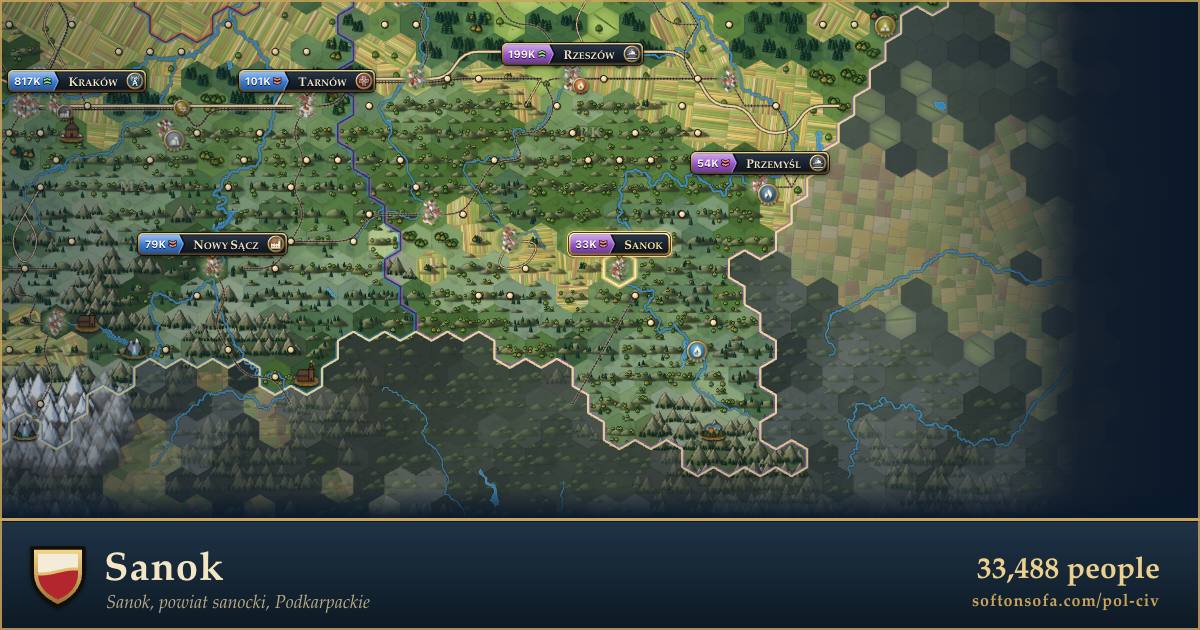 199K Rzeszów
817K Kraków
101K Tarnów
54K Przemyśl
79K Nowy Sącz
33K Sanok
Sanok
33,488 people
Sanok, powiat sanocki, Podkarpackie
softonsofa.com/pol-civ